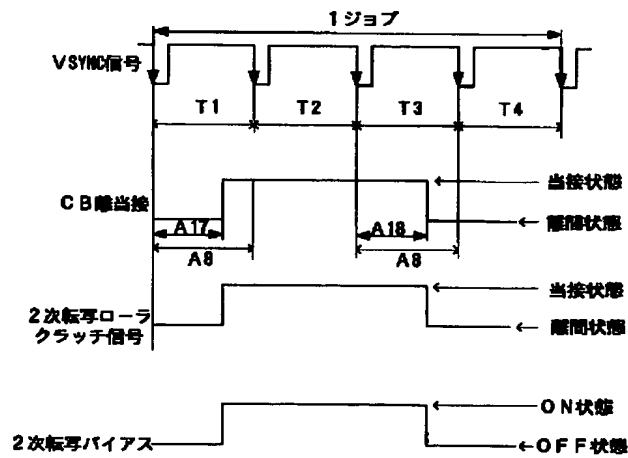 1ジョブ
VSYNC信号
T1
T2
T3
T4
当接状態
CB離当接
離間状態
A17
A18
A8
A8
当接状態
2次転写ローラ
クラッチ信号
離間状態
ON状態
2次転写バイアス
OFF状態